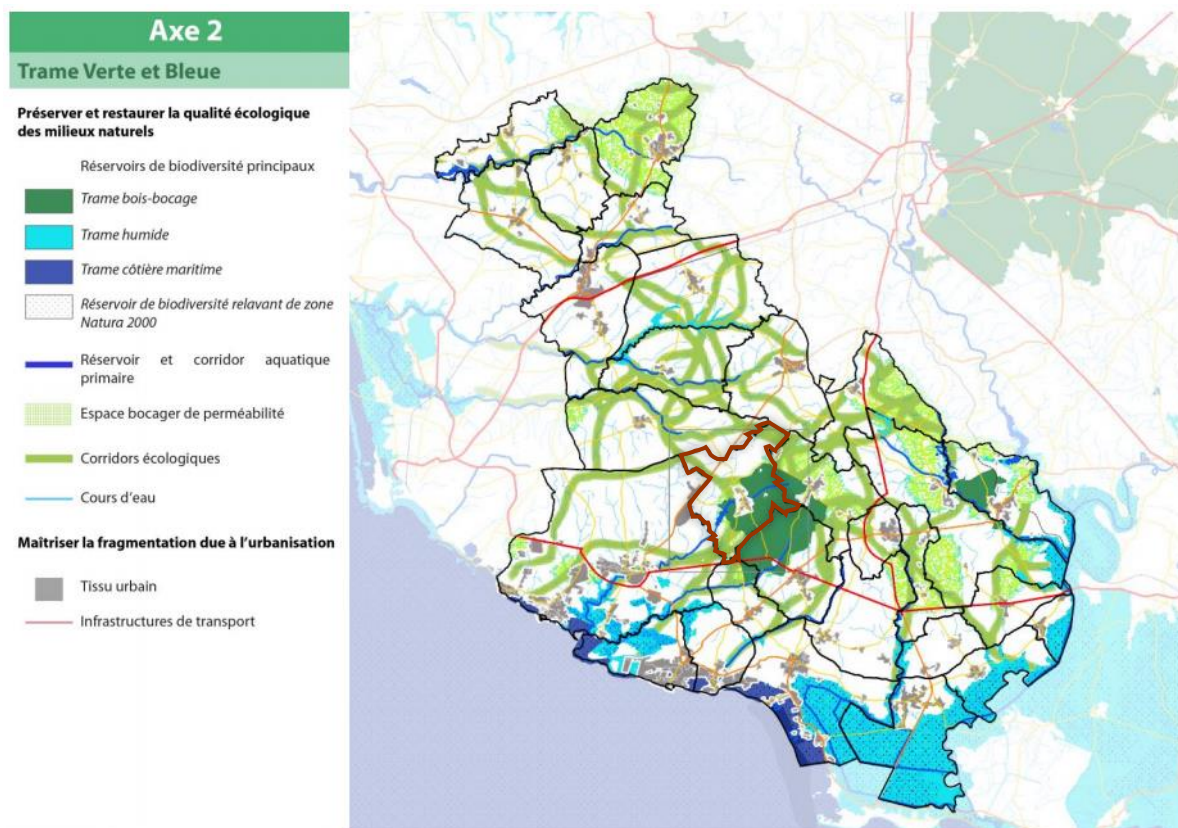 Axe 2
Trame Verte et Bleue
Préserver et restaurer la qualité écologique
des milieux naturels
Réservoirs de biodiversité principaux
Trame bois-bocage
Trame humide
Trame côtière maritime
Réservoir de biodiversité relavant de zone
Natura 2000
Réservoir et corridor aquatique
primaire
Espace bocager de perméabilité
Corridors écologiques
Cours d'eau
Maîtriser la fragmentation due à l'urbanisation
Tissu urbain
Infrastructures de transport